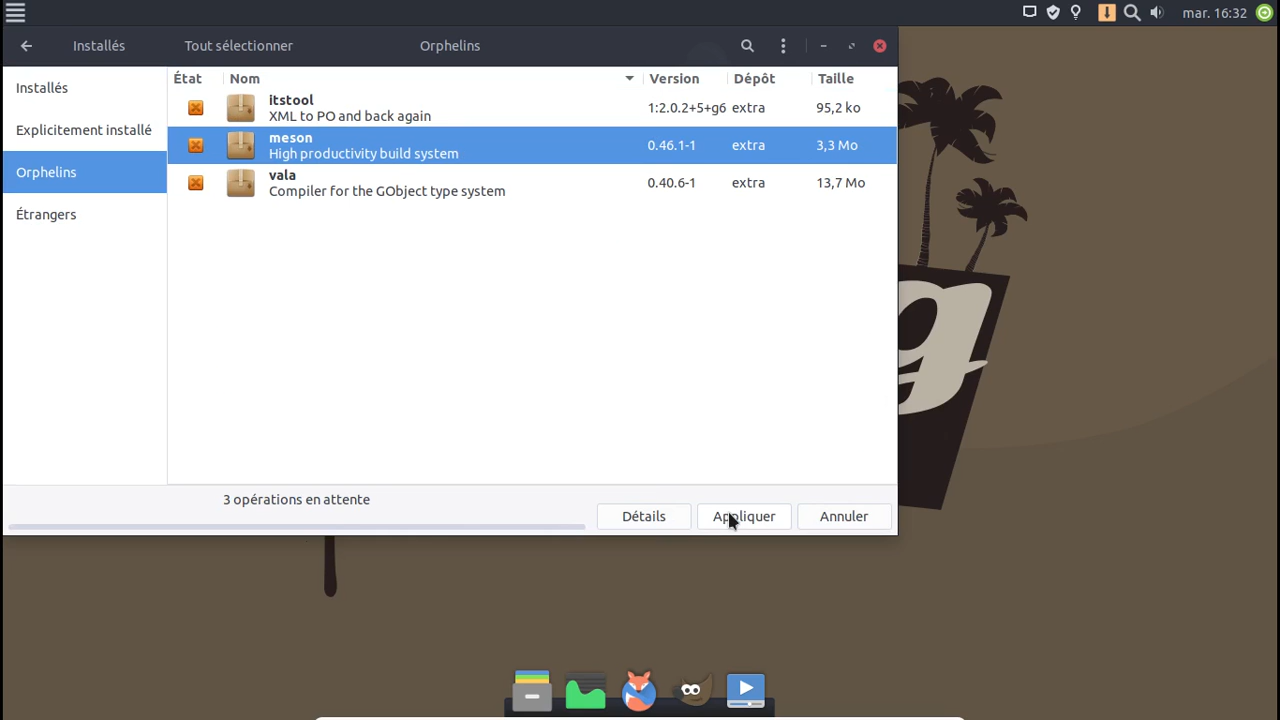 mar. 16:32
Installés
Tout sélectionner
Orphelins
Installés
Explicitement installé
Orphelins
Étrangers
État Nom Version Dépôt Taille
itstool
XML to PO and back again
1:2.0.2+5+g6 extra 95,2 ko
meson
High productivity build system
0.46.1-1 extra 3,3 Mo
vala
Compiler for the GObject type system
0.40.6-1 extra 13,7 Mo
3 opérations en attente
Détails Appliquer Annuler
g